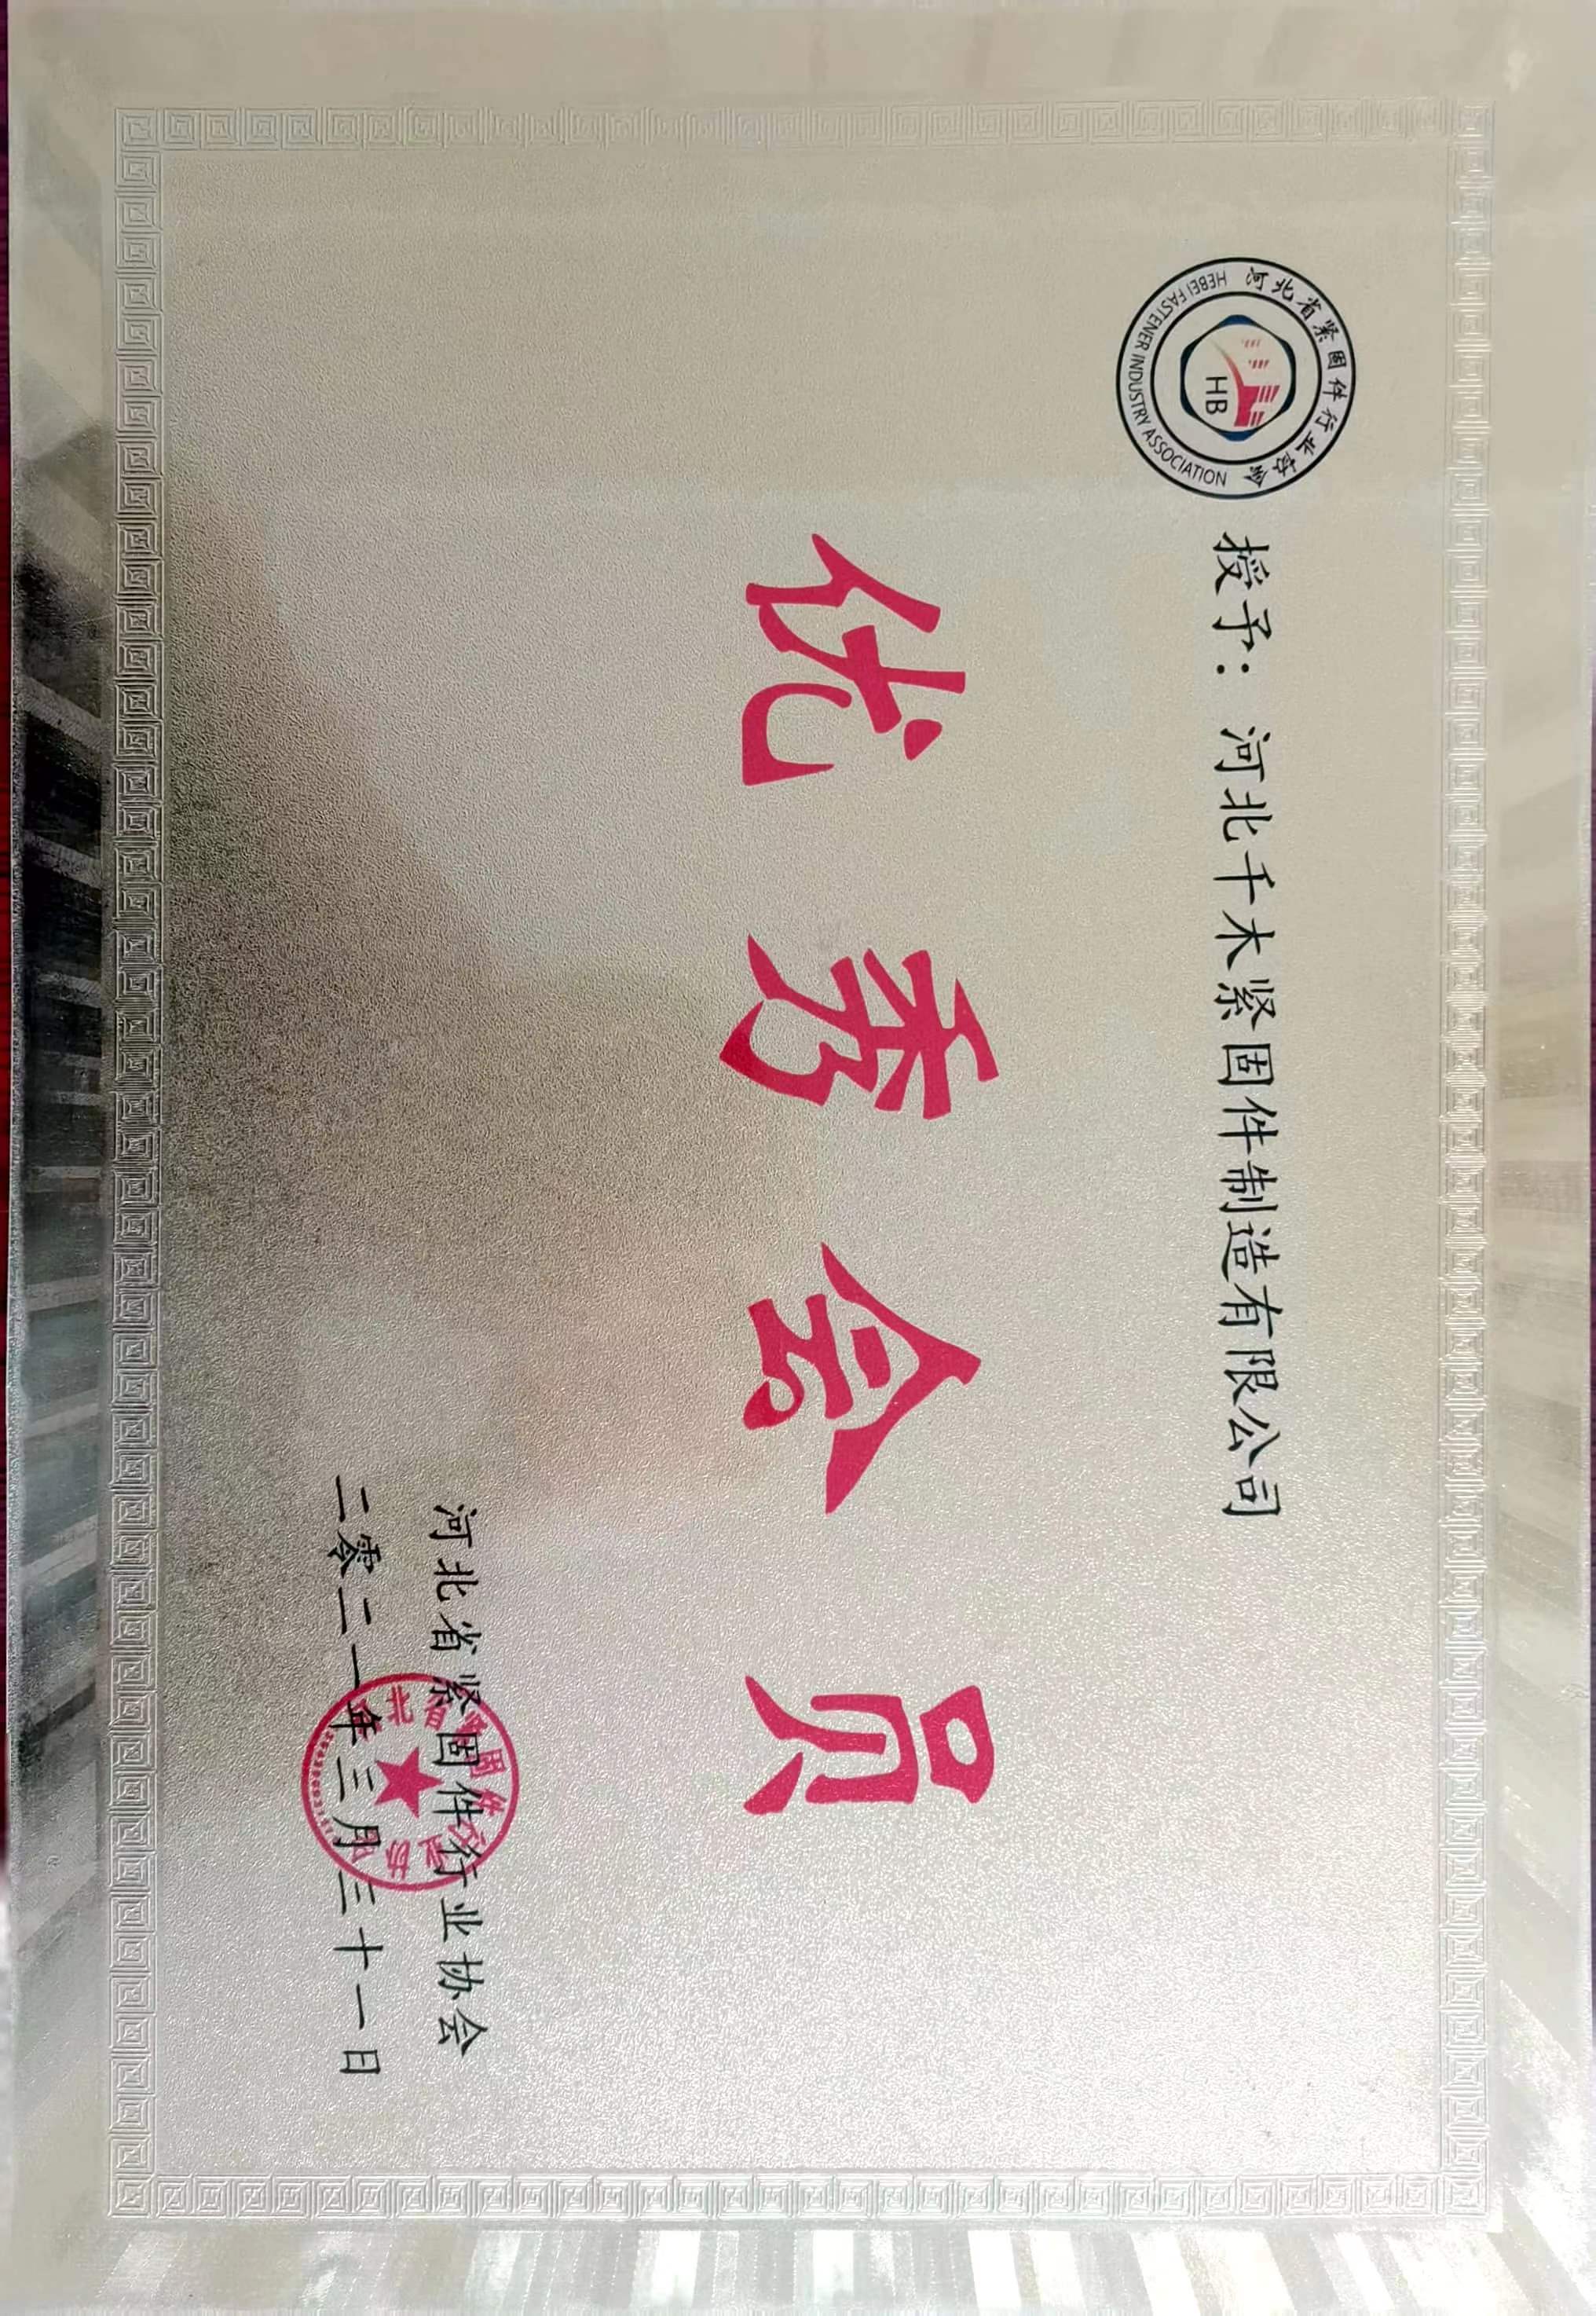 河北省紧固件行业协会
HEBEI FASTENER INDUSTRY ASSOCIATION
HB
授予：河北千木紧固件制造有限公司
优秀会员
河北省紧固件行业协会
二零二一年三月三十一日